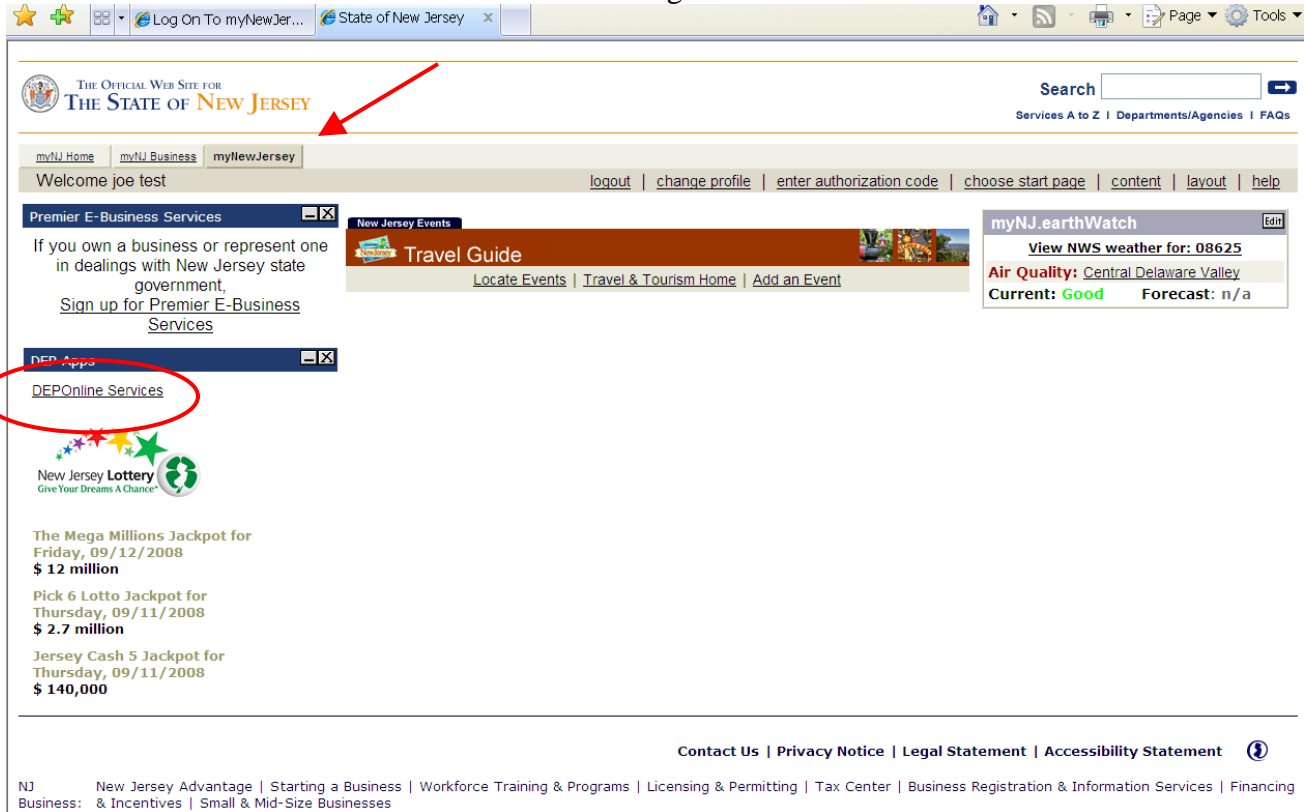 Log On To myNewJer...
State of New Jersey x
Page
Tools
THE OFFICIAL WEB SITE FOR
THE STATE OF NEW JERSEY
Search
Services A to Z | Departments/Agencies | FAQs
myNJ Home
myNJ Business
myNewJersey
Welcome joe test
logout | change profile | enter authorization code | choose start page | content | layout | help
Premier E-Business Services
If you own a business or represent one
in dealings with New Jersey state
government,
Sign up for Premier E-Business
Services
DEP Apps
DEPOnline Services
New Jersey Lottery
Give Your Dreams A Chance
The Mega Millions Jackpot for
Friday, 09/12/2008
$ 12 million
Pick 6 Lotto Jackpot for
Thursday, 09/11/2008
$ 2.7 million
Jersey Cash 5 Jackpot for
Thursday, 09/11/2008
$ 140,000
New Jersey Events
Travel Guide
Locate Events | Travel & Tourism Home | Add an Event
myNJ.earthWatch
Edit
View NWS weather for: 08625
Air Quality: Central Delaware Valley
Current: Good Forecast: n/a
Contact Us | Privacy Notice | Legal Statement | Accessibility Statement
NJ Business: New Jersey Advantage | Starting a Business | Workforce Training & Programs | Licensing & Permitting | Tax Center | Business Registration & Information Services | Financing
& Incentives | Small & Mid-Size Businesses